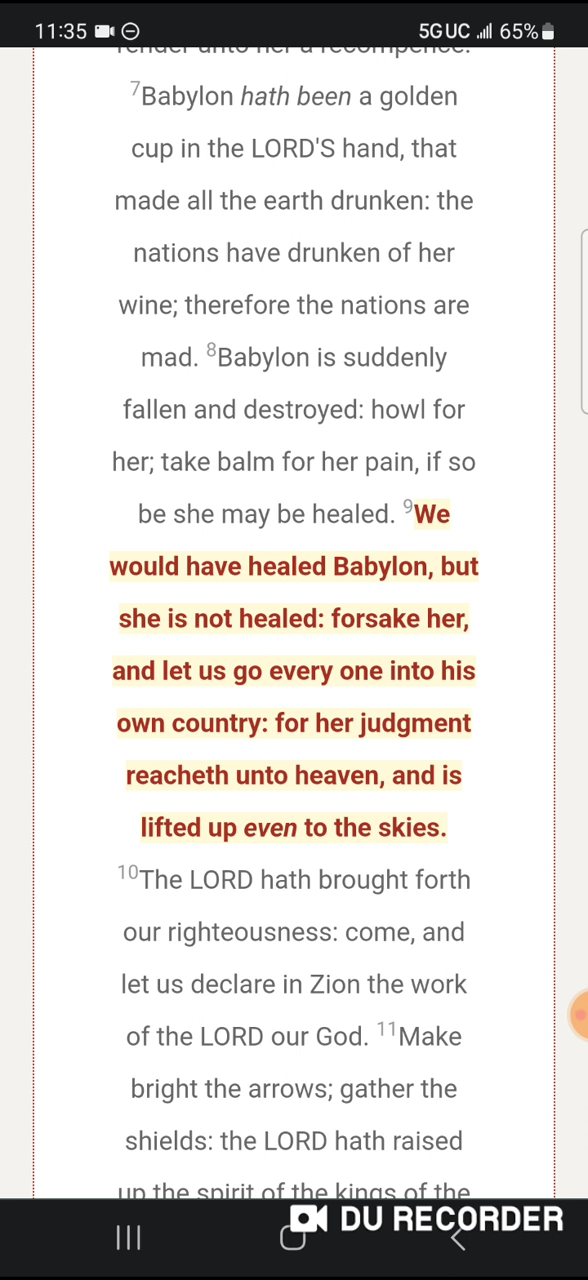 11:35
5G UC 65%
render unto her a recompence.
7Babylon hath been a golden
cup in the LORD'S hand, that
made all the earth drunken: the
nations have drunken of her
wine; therefore the nations are
mad. 8Babylon is suddenly
fallen and destroyed: howl for
her; take balm for her pain, if so
be she may be healed. 9We
would have healed Babylon, but
she is not healed: forsake her,
and let us go every one into his
own country: for her judgment
reacheth unto heaven, and is
lifted up even to the skies.
10The LORD hath brought forth
our righteousness: come, and
let us declare in Zion the work
of the LORD our God. 11Make
bright the arrows; gather the
shields: the LORD hath raised
up the spirit of the kings of the
DU RECORDER